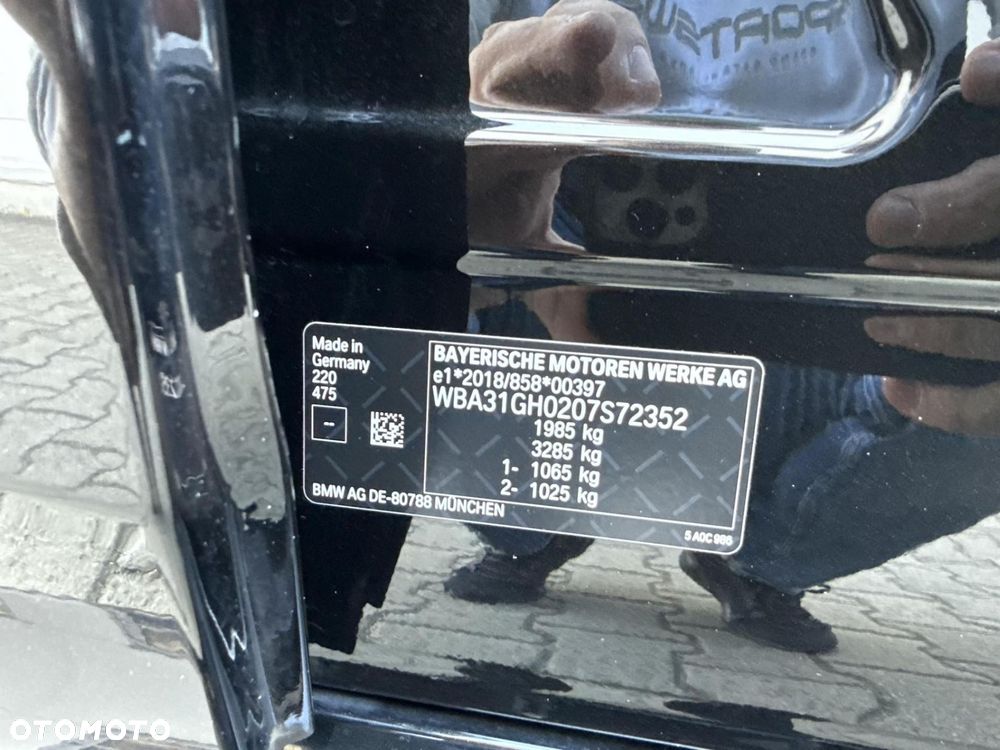 Made in
Germany
220
475
--
BAYERISCHE MOTOREN WERKE AG
e1*2018/858*00397
WBA31GH0207S72352
1985 kg
3285 kg
1- 1065 kg
2- 1025 kg
BMW AG DE-80788 MÜNCHEN
5 A0C 986
OTOMOTO